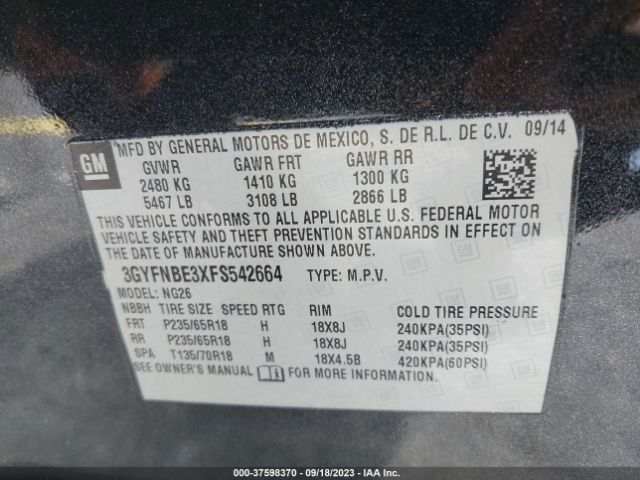 GM
MFD BY GENERAL MOTORS DE MEXICO, S. DE R.L. DE C.V. 09/14
GVWR GAWR FRT GAWR RR
2480 KG 1410 KG 1300 KG
5467 LB 3108 LB 2866 LB
THIS VEHICLE CONFORMS TO ALL APPLICABLE U.S. FEDERAL MOTOR
VEHICLE SAFETY AND THEFT PREVENTION STANDARDS IN EFFECT ON
THE DATE OF MANUFACTURE SHOWN ABOVE.
3GYFNBE3XFS542664 TYPE: M.P.V.
MODEL: NG26
NBBH TIRE SIZE SPEED RTG RIM COLD TIRE PRESSURE
FRT P235/65R18 H 18X8J 240KPA(35PSI)
RR P235/65R18 H 18X8J 240KPA(35PSI)
SPA T135/70R18 M 18X4.5B 420KPA(60PSI)
SEE OWNER'S MANUAL FOR MORE INFORMATION.
000-37598370 - 09/18/2023 - IAA Inc.